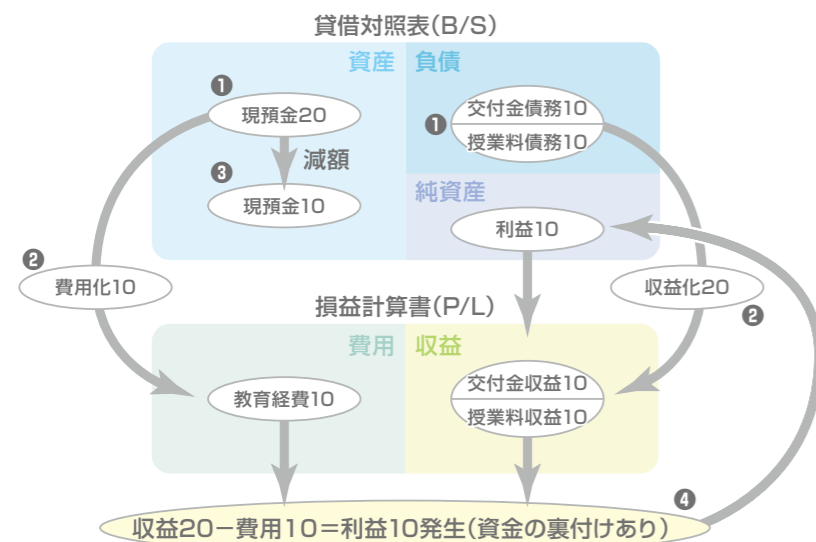 貸借対照表(B/S)
資産
負債
❶
現預金20
❶
交付金債務10
授業料債務10
減額
❸
現預金10
純資産
利益10
❷
費用化10
収益化20
❷
損益計算書(P/L)
費用
収益
教育経費10
交付金収益10
授業料収益10
❹
収益20−費用10＝利益10発生(資金の裏付けあり)